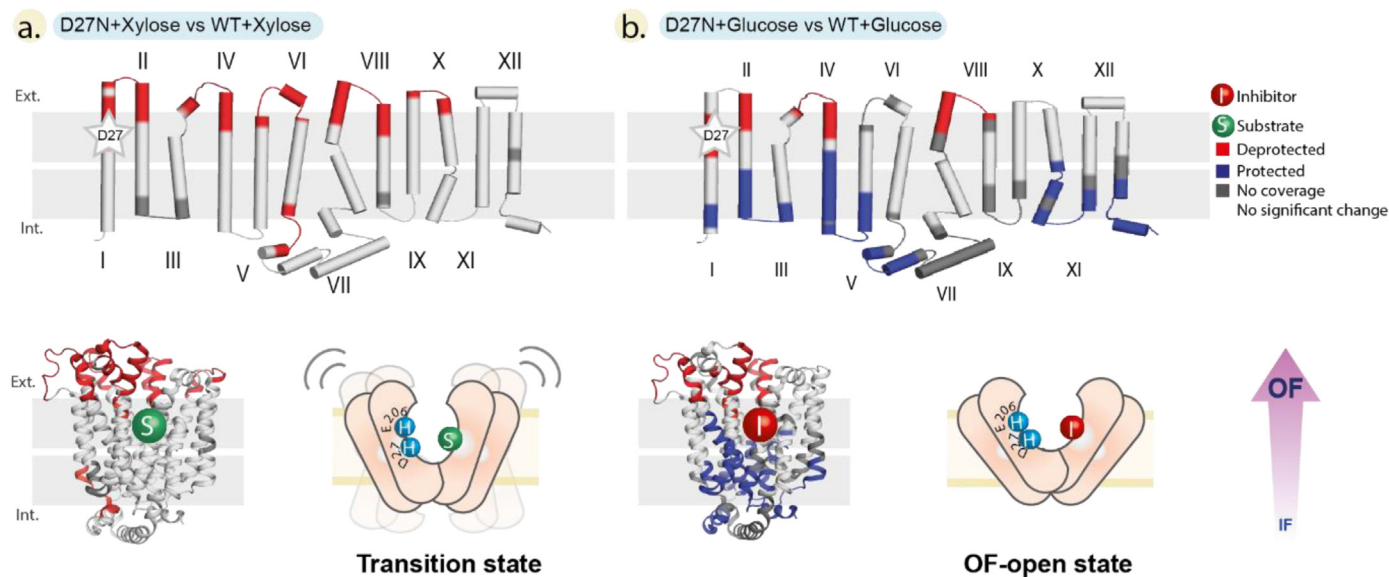 a. D27N+Xylose vs WT+Xylose
II IV VI VIII X XII
Ext.
D27
Int.
I III V VII IX XI
b. D27N+Glucose vs WT+Glucose
II IV VI VIII X XII
D27
I III V VII IX XI
I Inhibitor
S Substrate
Deprotected
Protected
No coverage
No significant change
Ext.
S
Int.
E206
H
H
D27
S
Transition state
I
E206
H
H
D27
I
OF-open state
OF
IF